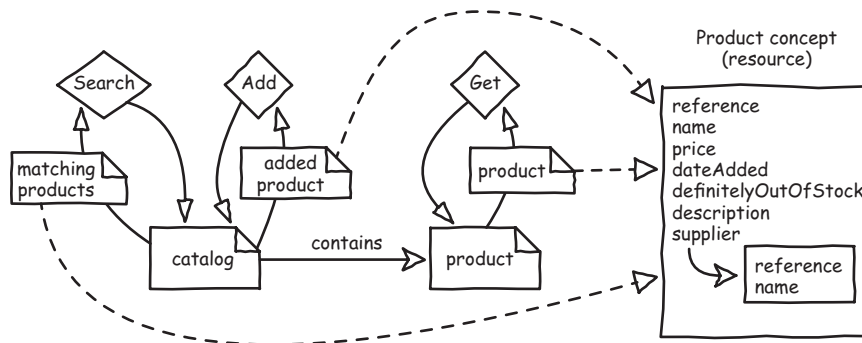 Product concept
(resource)
Search
Add
Get
reference
name
price
dateAdded
definitelyOutOfStock
description
supplier
matching
products
added
product
product
catalog
contains
product
reference
name